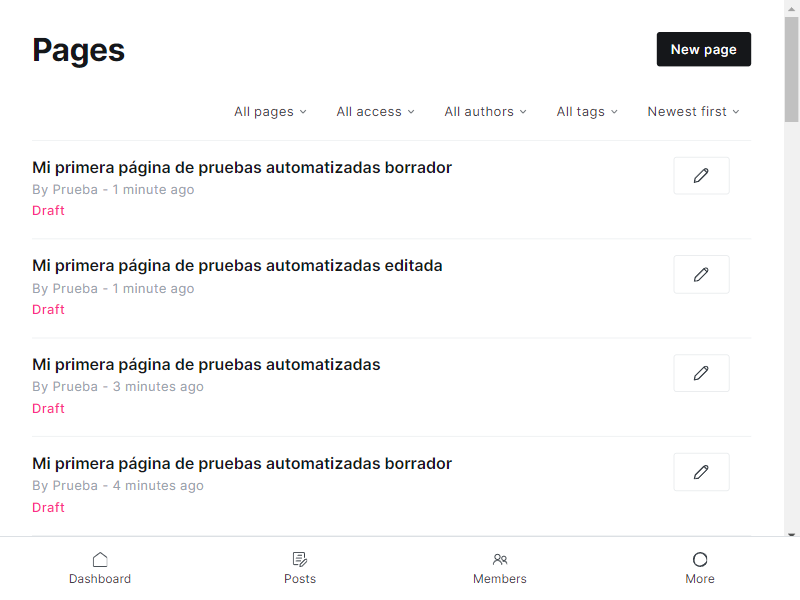 Pages
New page
All pages
All access
All authors
All tags
Newest first
Mi primera página de pruebas automatizadas borrador
By Prueba - 1 minute ago
Draft
Mi primera página de pruebas automatizadas editada
By Prueba - 1 minute ago
Draft
Mi primera página de pruebas automatizadas
By Prueba - 3 minutes ago
Draft
Mi primera página de pruebas automatizadas borrador
By Prueba - 4 minutes ago
Draft
Dashboard
Posts
Members
More